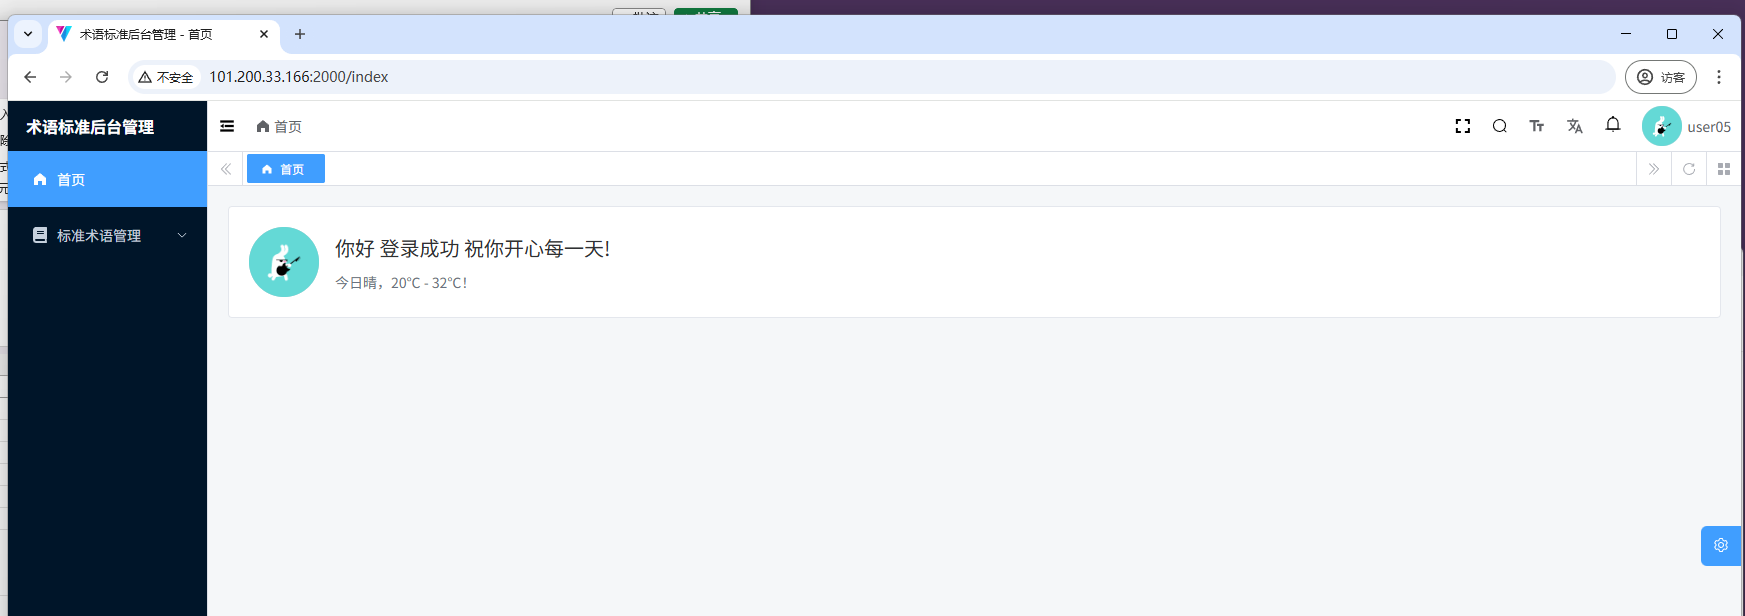 术语标准后台管理 - 首页
不安全
101.200.33.166:2000/index
访客
术语标准后台管理
首页
user05
首页
首页
标准术语管理
你好 登录成功 祝你开心每一天!
今日晴，20℃ - 32℃！